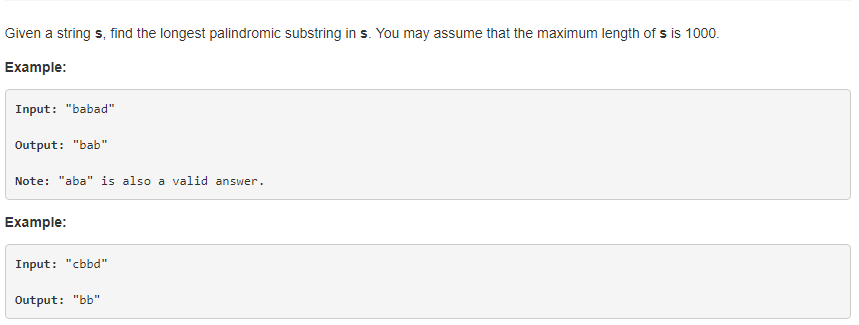 Given a string s, find the longest palindromic substring in s. You may assume that the maximum length of s is 1000.
Example:
Input: "babad"
Output: "bab"
Note: "aba" is also a valid answer.
Example:
Input: "cbbd"
Output: "bb"